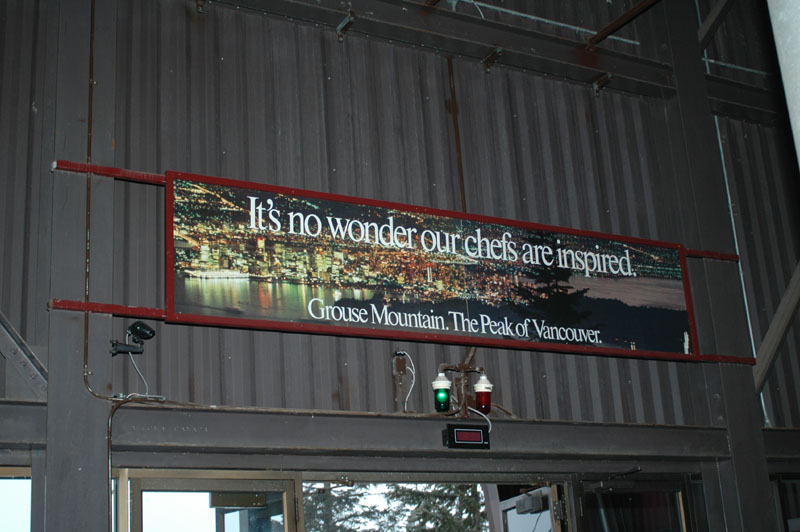 It's no wonder our chefs are inspired.
Grouse Mountain. The Peak of Vancouver.